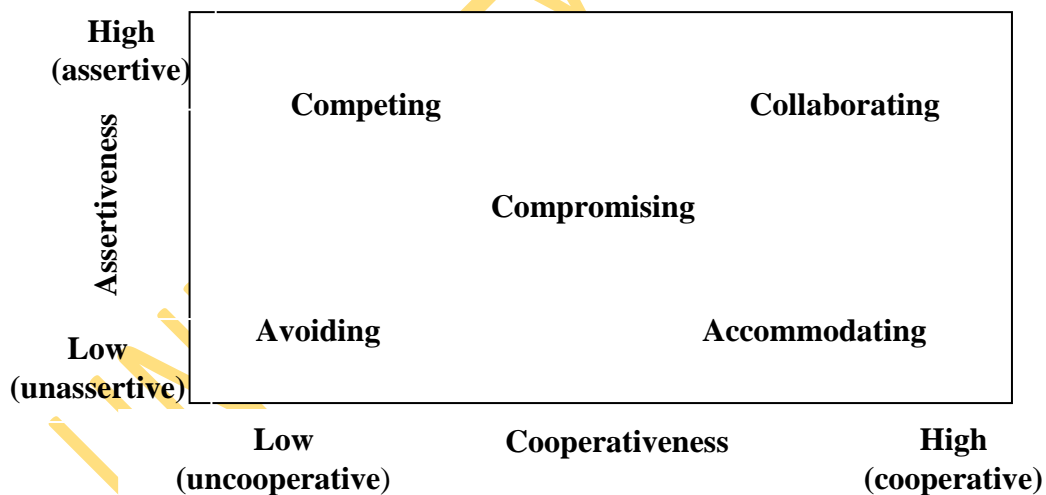 High
(assertive)
Competing
Collaborating
Assertiveness
Compromising
Avoiding
Accommodating
Low
(unassertive)
Low
(uncooperative)
Cooperativeness
High
(cooperative)